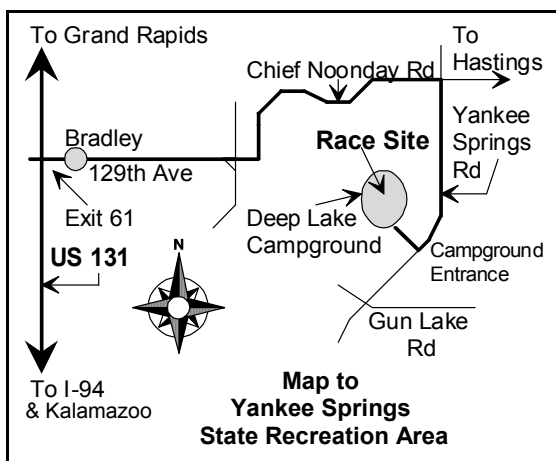 To Grand Rapids
To
Hastings
Chief Noonday Rd
Yankee
Springs
Rd
Bradley
129th Ave
Race Site
Exit 61
Deep Lake
Campground
US 131
N
Campground
Entrance
Gun Lake
Rd
To I-94
& Kalamazoo
Map to
Yankee Springs
State Recreation Area